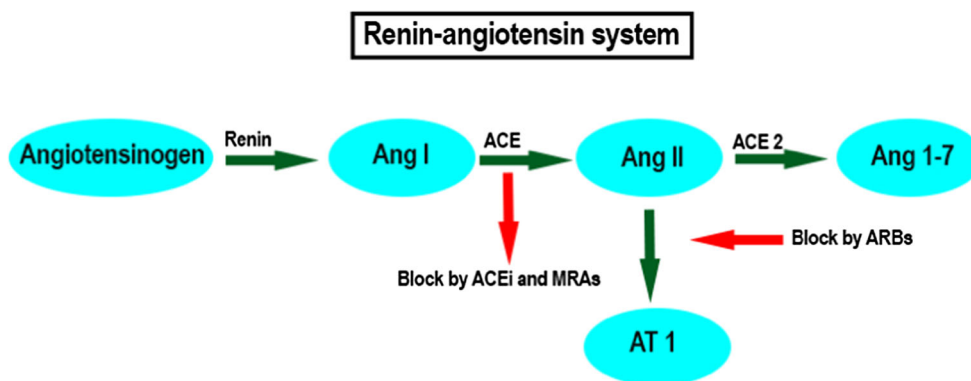 Renin-angiotensin system
Angiotensinogen
Renin
Ang I
ACE
Ang II
ACE 2
Ang 1-7
Block by ACEi and MRAs
Block by ARBs
AT 1